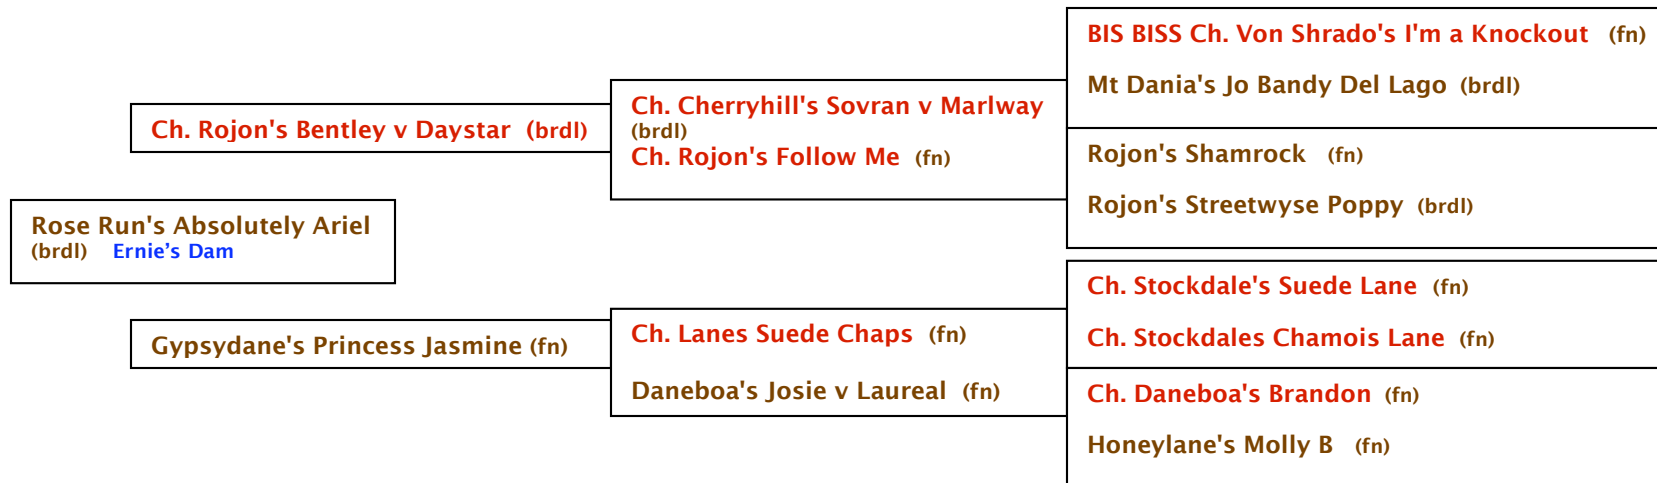 BIS BISS Ch. Von Shrado's I'm a Knockout (fn)
Mt Dania's Jo Bandy Del Lago (brdl)
Ch. Cherryhill's Sovran v Marlway
(brdl)
Ch. Rojon's Follow Me (fn)
Ch. Rojon's Bentley v Daystar (brdl)
Rojon's Shamrock (fn)
Rojon's Streetwyse Poppy (brdl)
Rose Run's Absolutely Ariel
(brdl) Ernie’s Dam
Ch. Stockdale's Suede Lane (fn)
Ch. Stockdales Chamois Lane (fn)
Ch. Lanes Suede Chaps (fn)
Gypsydane's Princess Jasmine (fn)
Daneboa's Josie v Laureal (fn)
Ch. Daneboa's Brandon (fn)
Honeylane's Molly B (fn)